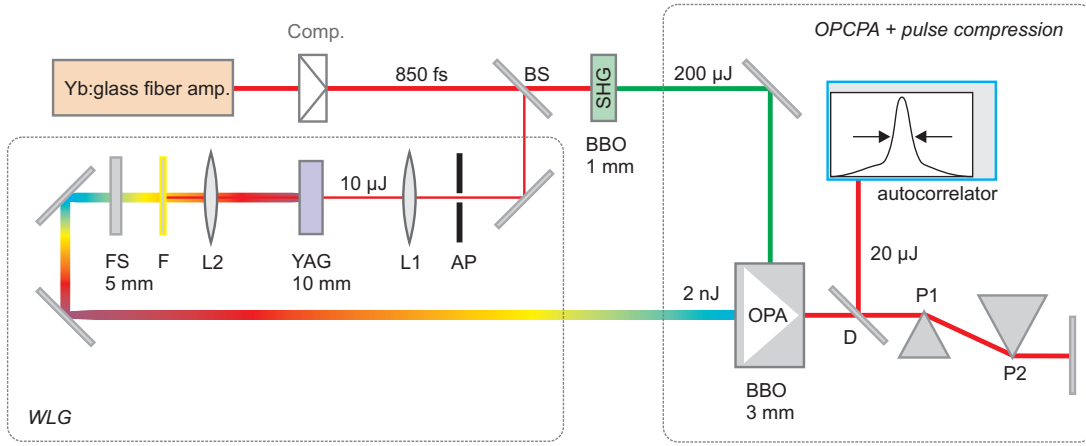 OPCPA + pulse compression
Comp.
Yb:glass fiber amp.
850 fs
BS
SHG
200 µJ
BBO
1 mm
autocorrelator
10 µJ
FS
5 mm
F
L2
YAG
10 mm
L1
AP
20 µJ
2 nJ
OPA
P1
D
P2
BBO
3 mm
WLG